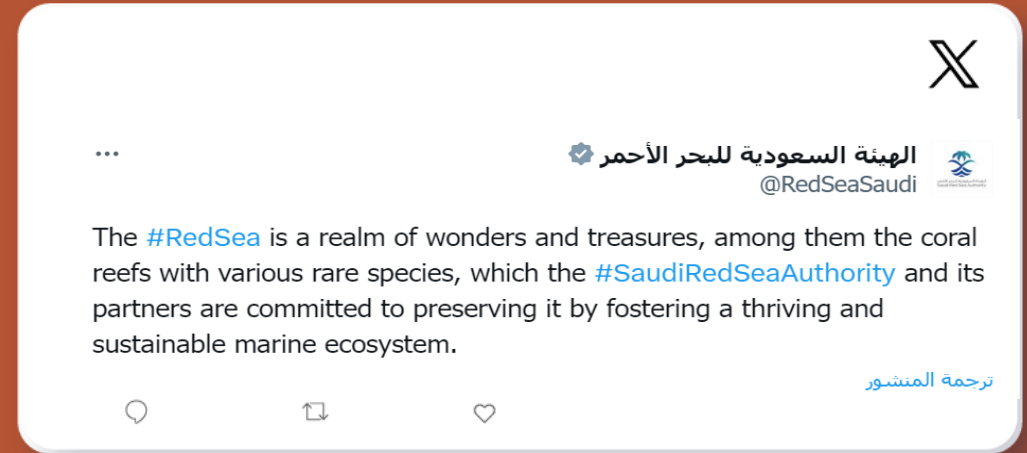 الهيئة السعودية للبحر الأحمر
@RedSeaSaudi
The #RedSea is a realm of wonders and treasures, among them the coral
reefs with various rare species, which the #SaudiRedSeaAuthority and its
partners are committed to preserving it by fostering a thriving and
sustainable marine ecosystem.
ترجمة المنشور